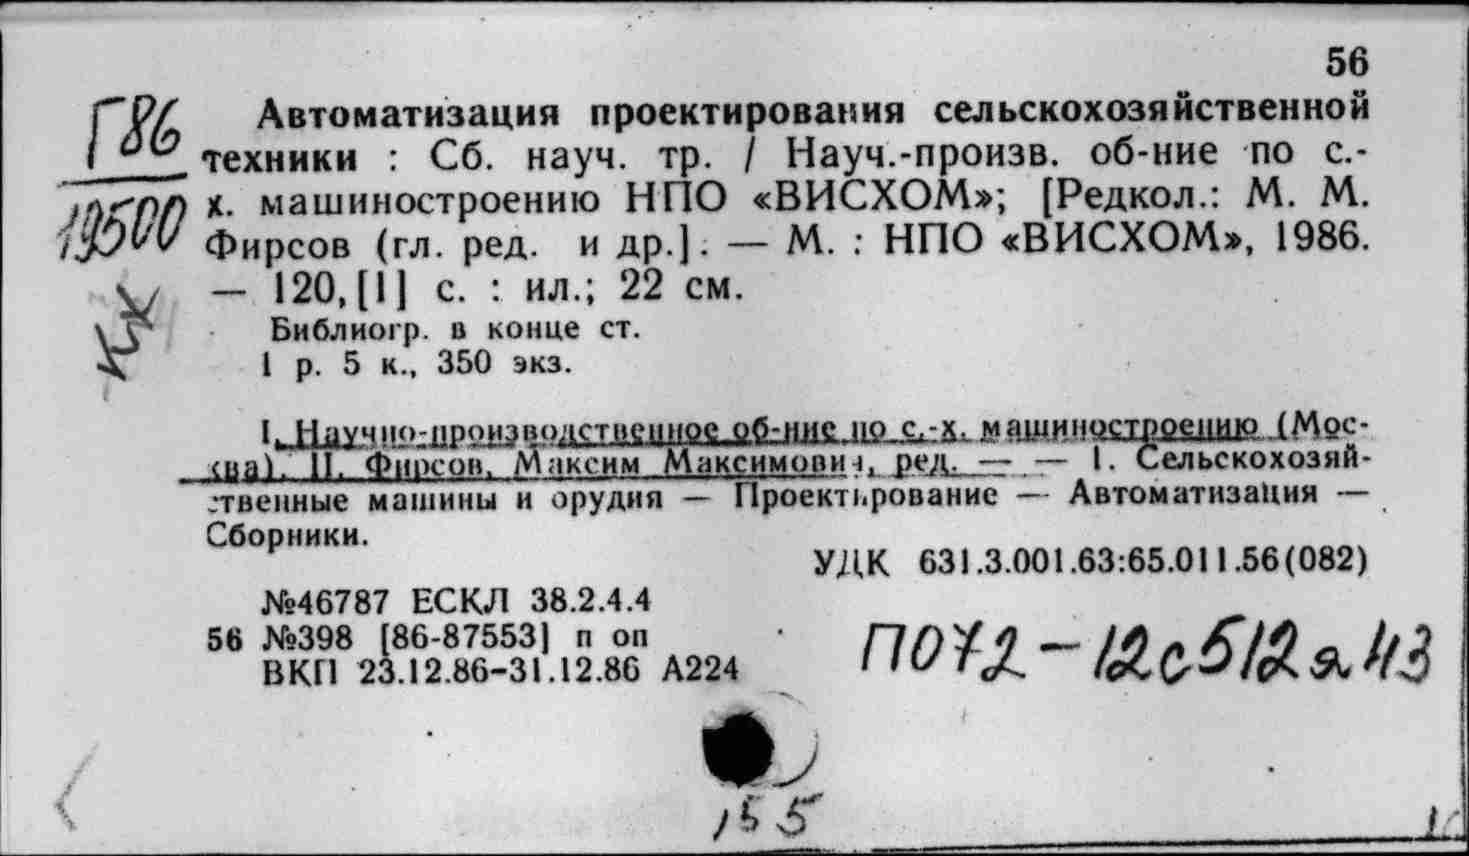 56
Г86
19500
Автоматизация проектирования сельскохозяйственной
техники : Сб. науч. тр. / Науч.-произв. об-ние по с.-
х. машиностроению НПО «ВИСХОМ»; [Редкол.: М. М.
Фирсов (гл. ред. и др.]. — М. : НПО «ВИСХОМ», 1986.
— 120,[1] с. : ил.; 22 см.
Библиогр. в конце ст.
1 р. 5 к., 350 экз.
I. Научно-производственное об-ние по с.-х. машиностроению (Мос-
ква). II. Фирсов, Максим Максимович, ред. — — 1. Сельскохозяй-
ственные машины и орудия — Проектирование — Автоматизация —
Сборники.
УДК 631.3.001.63:65.011.56(082)
№46787 ЕСКЛ 38.2.4.4
56 №398 [86-87553] п оп
ВКП 23.12.86-31.12.86 А224
155